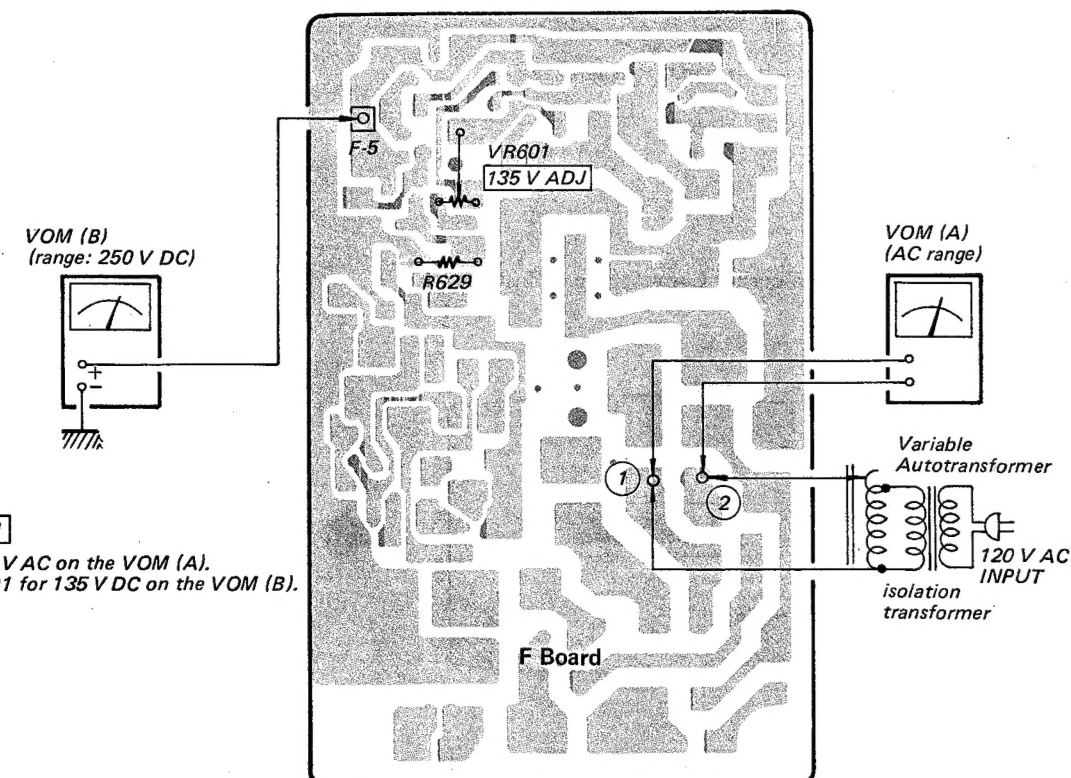 F-5
VR601
135 V ADJ
R629
VOM (B)
(range: 250 V DC)
+
−
VOM (A)
(AC range)
1
2
Variable
Autotransformer
120 V AC
INPUT
isolation
transformer
V AC on the VOM (A).
1 for 135 V DC on the VOM (B).
F Board